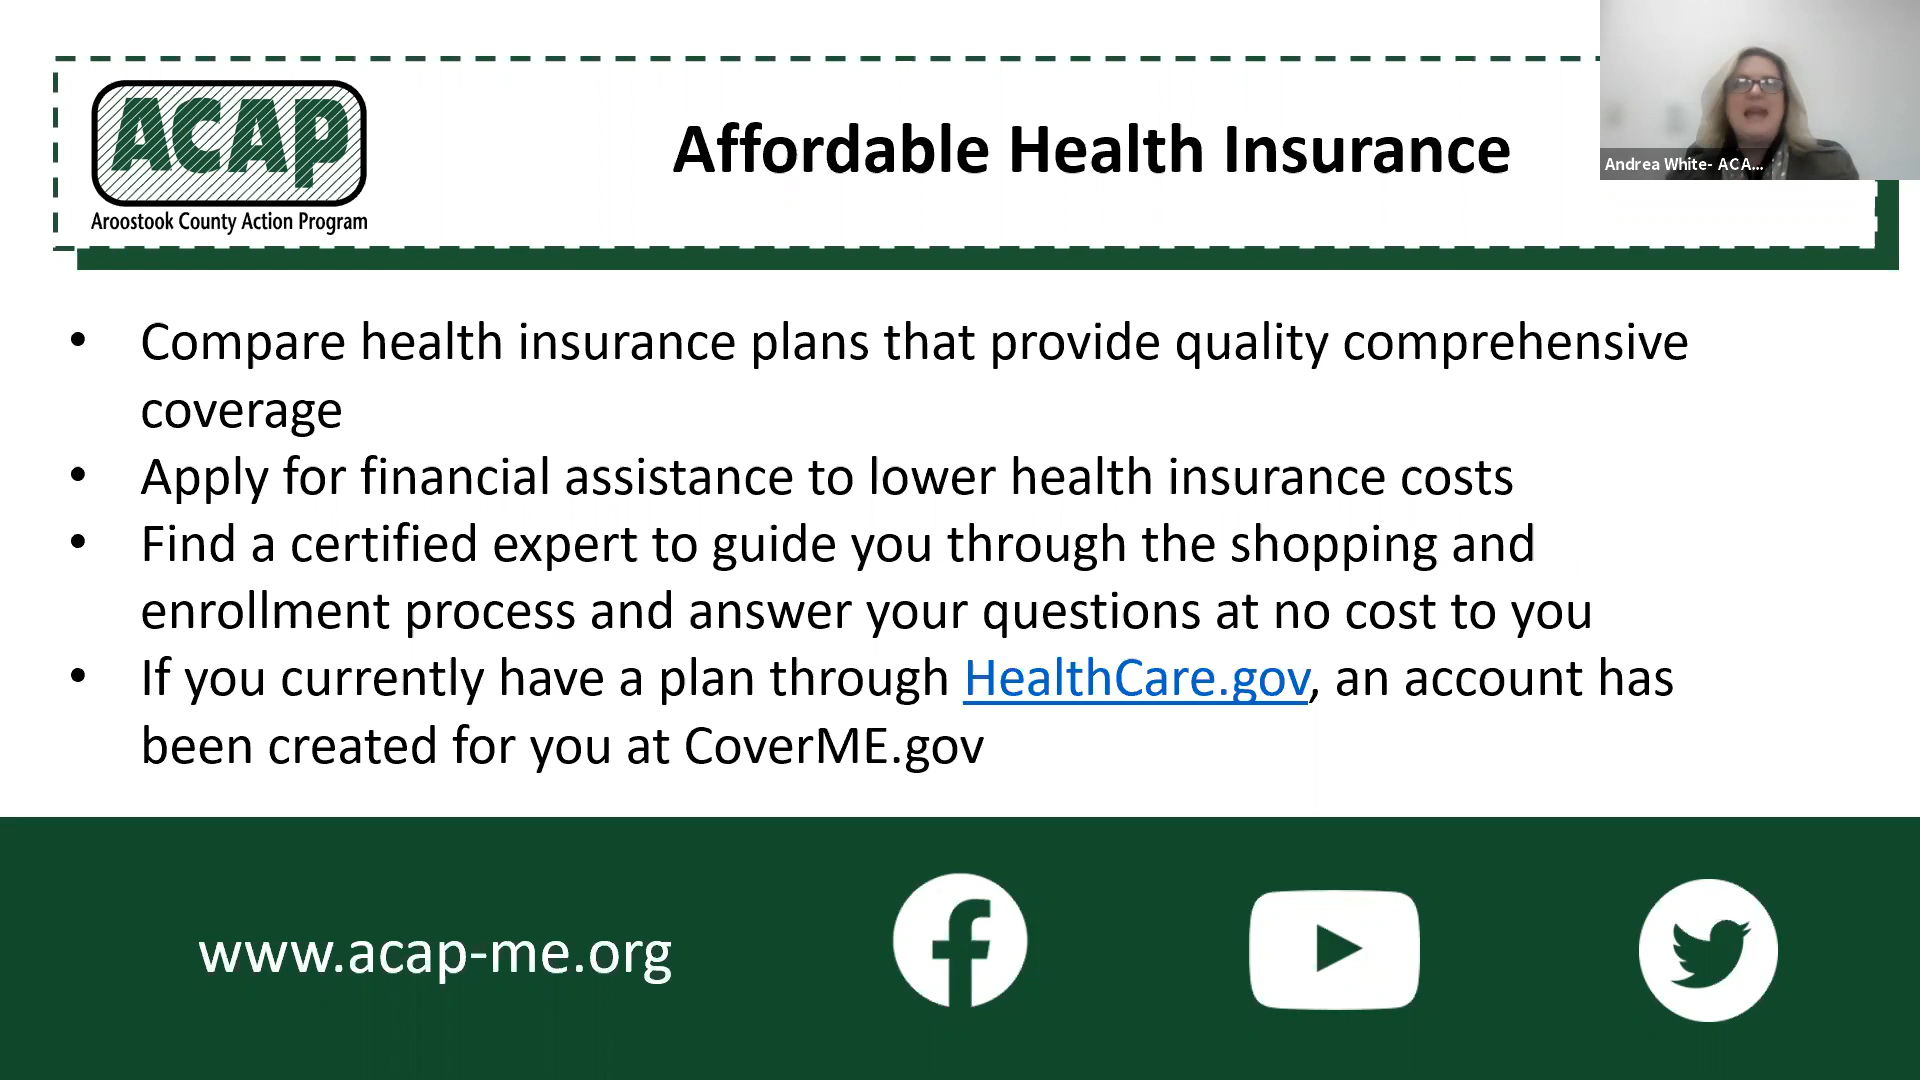 ACAP
Aroostook County Action Program
Affordable Health Insurance
Andrea White- ACA...
• Compare health insurance plans that provide quality comprehensive
coverage
• Apply for financial assistance to lower health insurance costs
• Find a certified expert to guide you through the shopping and
enrollment process and answer your questions at no cost to you
• If you currently have a plan through HealthCare.gov, an account has
been created for you at CoverME.gov
www.acap-me.org